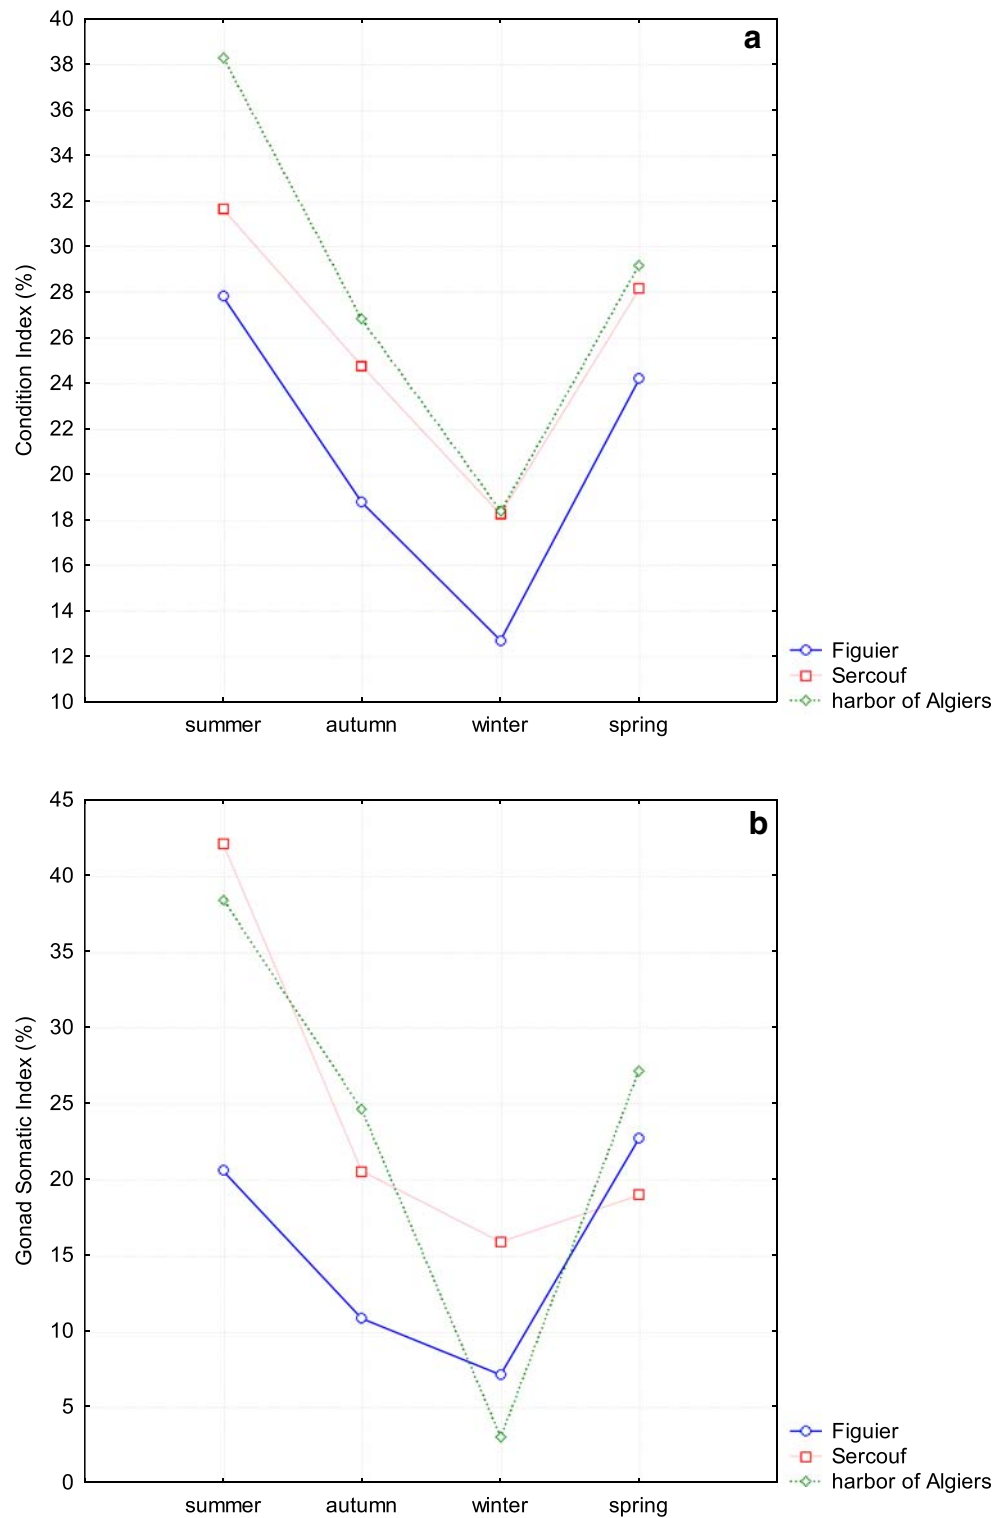 a
40
38
36
34
32
30
28
26
24
22
20
18
16
14
12
10
Condition Index (%)
summer autumn winter spring
Figuier
Sercouf
harbor of Algiers
b
45
40
35
30
25
20
15
10
5
0
Gonad Somatic Index (%)
summer autumn winter spring
Figuier
Sercouf
harbor of Algiers